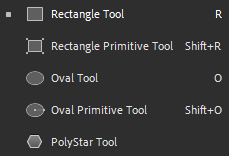 Rectangle Tool R
Rectangle Primitive Tool Shift+R
Oval Tool O
Oval Primitive Tool Shift+O
PolyStar Tool